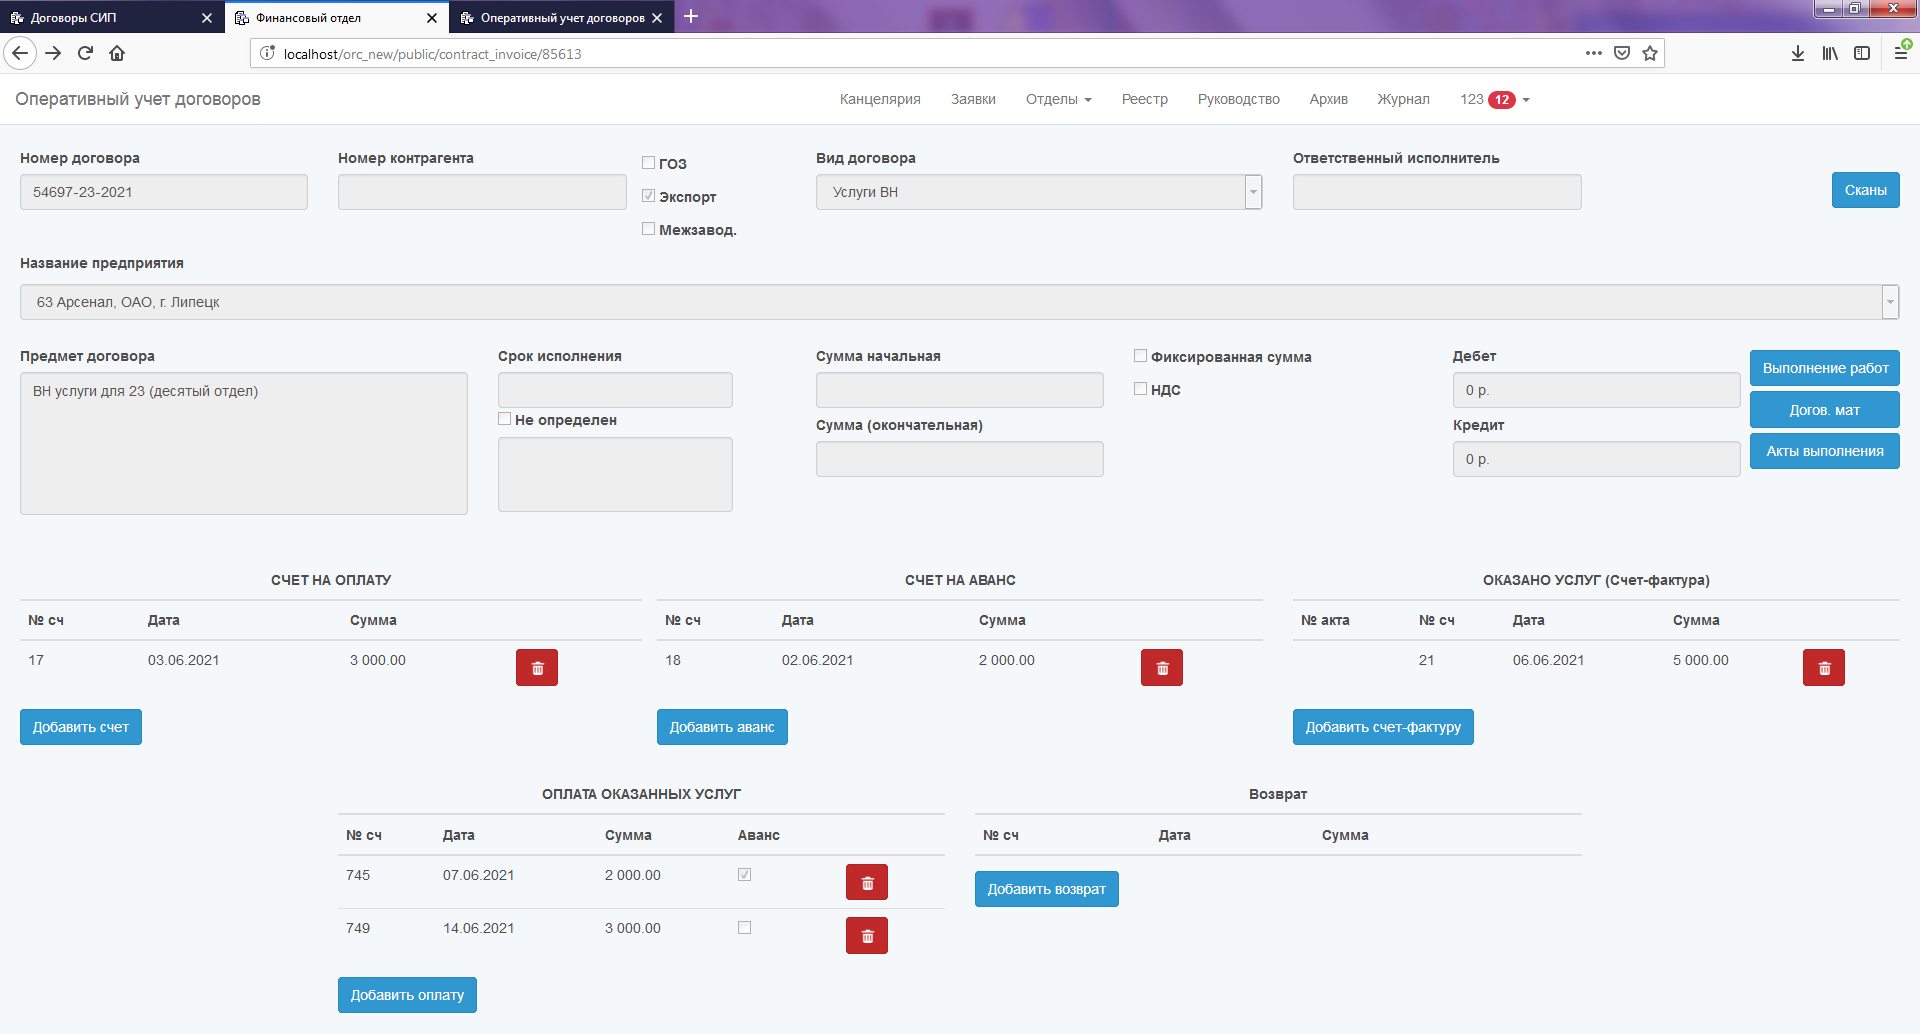 Договоры СИП
Финансовый отдел
Оперативный учет договоров
localhost/orc_new/public/contract_invoice/85613
Оперативный учет договоров
Канцелярия Заявки Отделы Реестр Руководство Архив Журнал 123 12
Номер договора
54697-23-2021
Номер контрагента
ГОЗ
Экспорт
Межзавод.
Вид договора
Услуги ВН
Ответственный исполнитель
Сканы
Название предприятия
63 Арсенал, ОАО, г. Липецк
Предмет договора
ВН услуги для 23 (десятый отдел)
Срок исполнения
Не определен
Сумма начальная
Сумма (окончательная)
Фиксированная сумма
НДС
Дебет
0 р.
Кредит
0 р.
Выполнение работ
Догов. мат
Акты выполнения
СЧЕТ НА ОПЛАТУ
№ сч Дата Сумма
17 03.06.2021 3 000.00
Добавить счет
СЧЕТ НА АВАНС
№ сч Дата Сумма
18 02.06.2021 2 000.00
Добавить аванс
ОКАЗАНО УСЛУГ (Счет-фактура)
№ акта № сч Дата Сумма
21 06.06.2021 5 000.00
Добавить счет-фактуру
ОПЛАТА ОКАЗАННЫХ УСЛУГ
№ сч Дата Сумма Аванс
745 07.06.2021 2 000.00
749 14.06.2021 3 000.00
Добавить оплату
Возврат
№ сч Дата Сумма
Добавить возврат